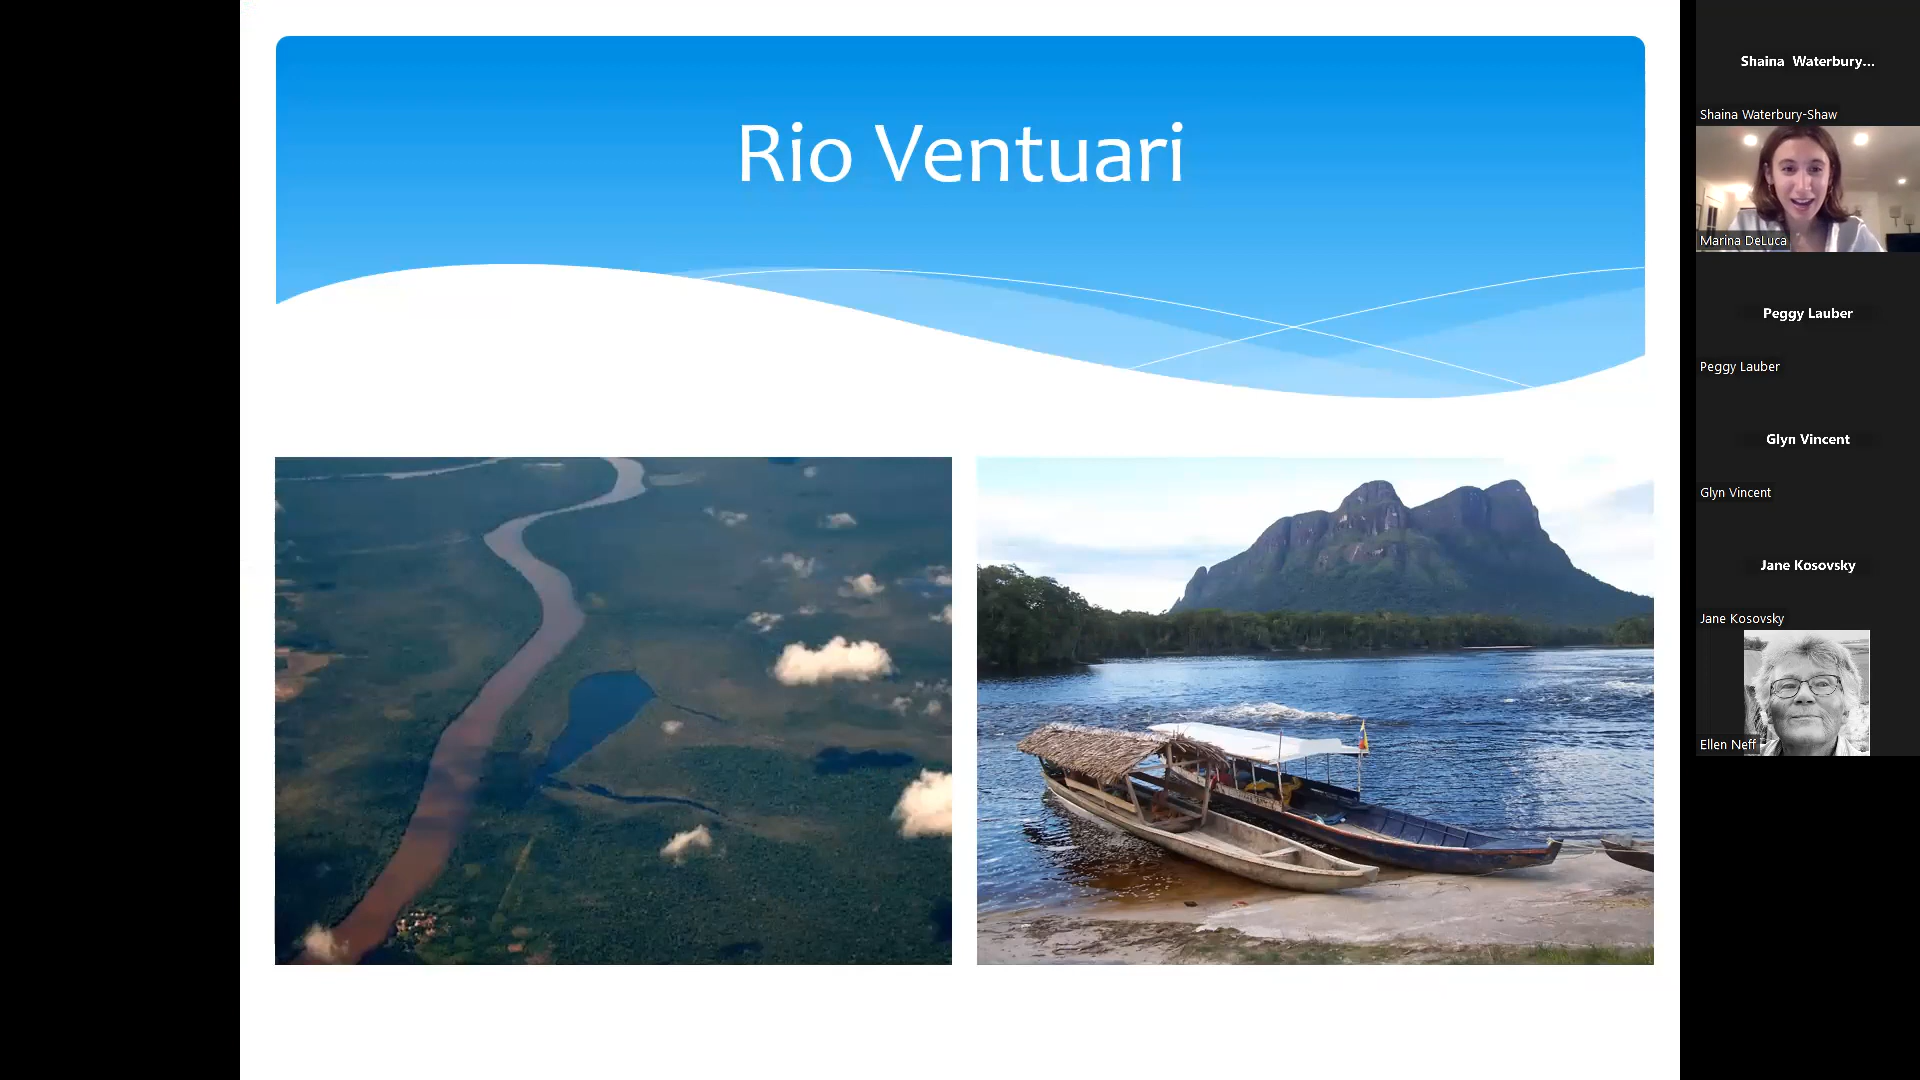 Rio Ventuari
Shaina  Waterbury...
Shaina Waterbury-Shaw
Marina DeLuca
Peggy Lauber
Peggy Lauber
Glyn Vincent
Glyn Vincent
Jane Kosovsky
Jane Kosovsky
Ellen Neff